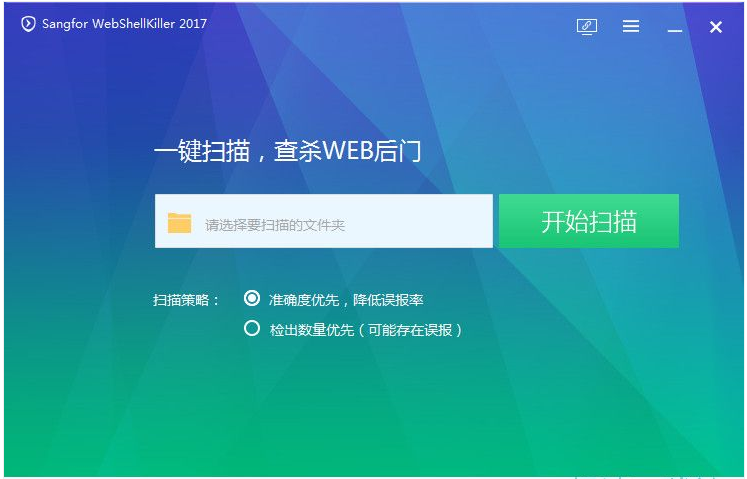 Sangfor WebShellKiller 2017
一键扫描，查杀WEB后门
请选择要扫描的文件夹
开始扫描
扫描策略：
准确度优先，降低误报率
检出数量优先（可能存在误报）